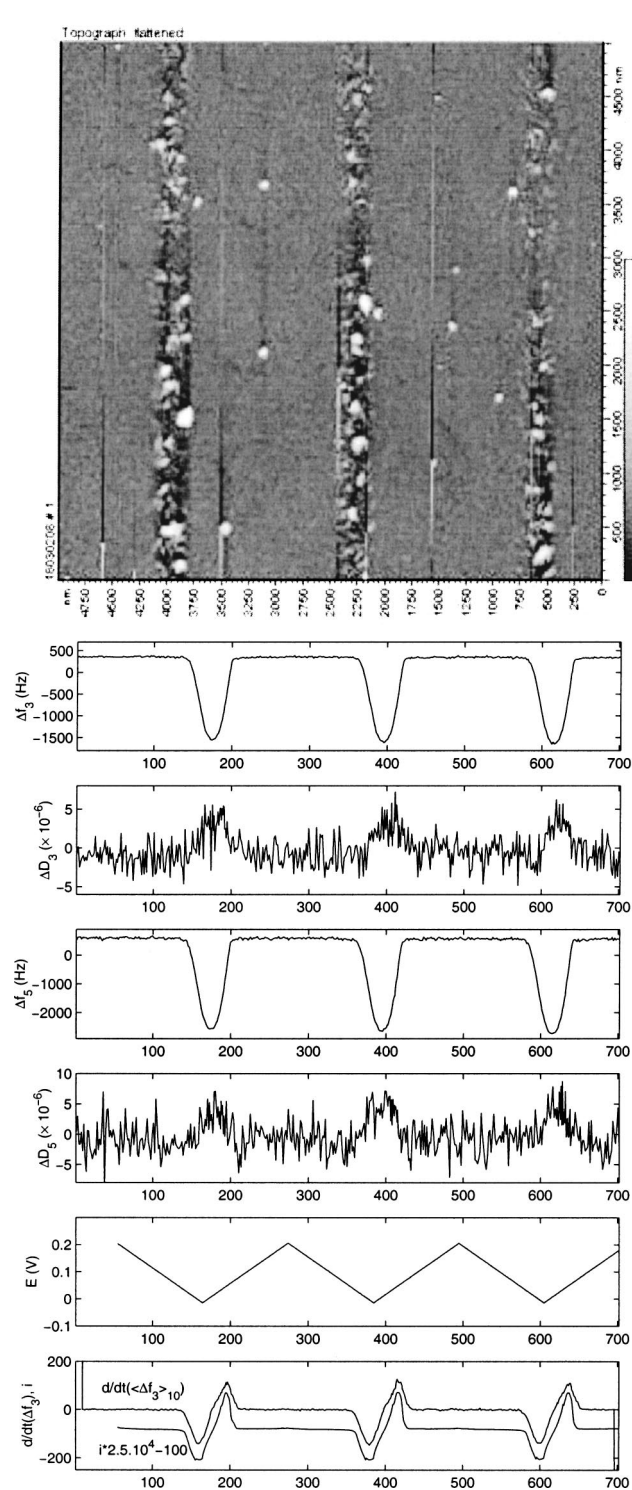 Topograph flattened
4500 nm
4000
3500
3000
2500
2000
1500
1000
500
18030206 # 1
nm 4750 4500 4250 4000 3750 3500 3250 3000 2750 2500 2250 2000 1750 1500 1250 1000 750 500 250 0
Δf3 (Hz)
500
0
−500
−1000
−1500
100 200 300 400 500 600 700
ΔD3 (× 10−6)
5
0
−5
100 200 300 400 500 600 700
Δf5 (Hz)
0
−1000
−2000
100 200 300 400 500 600 700
ΔD5 (× 10−6)
10
5
0
−5
100 200 300 400 500 600 700
E (V)
0.2
0.1
0
−0.1
100 200 300 400 500 600 700
d/dt(Δf3), i
200
0
−200
d/dt(<Δf3>10)
i*2.5.10⁴−100
100 200 300 400 500 600 700